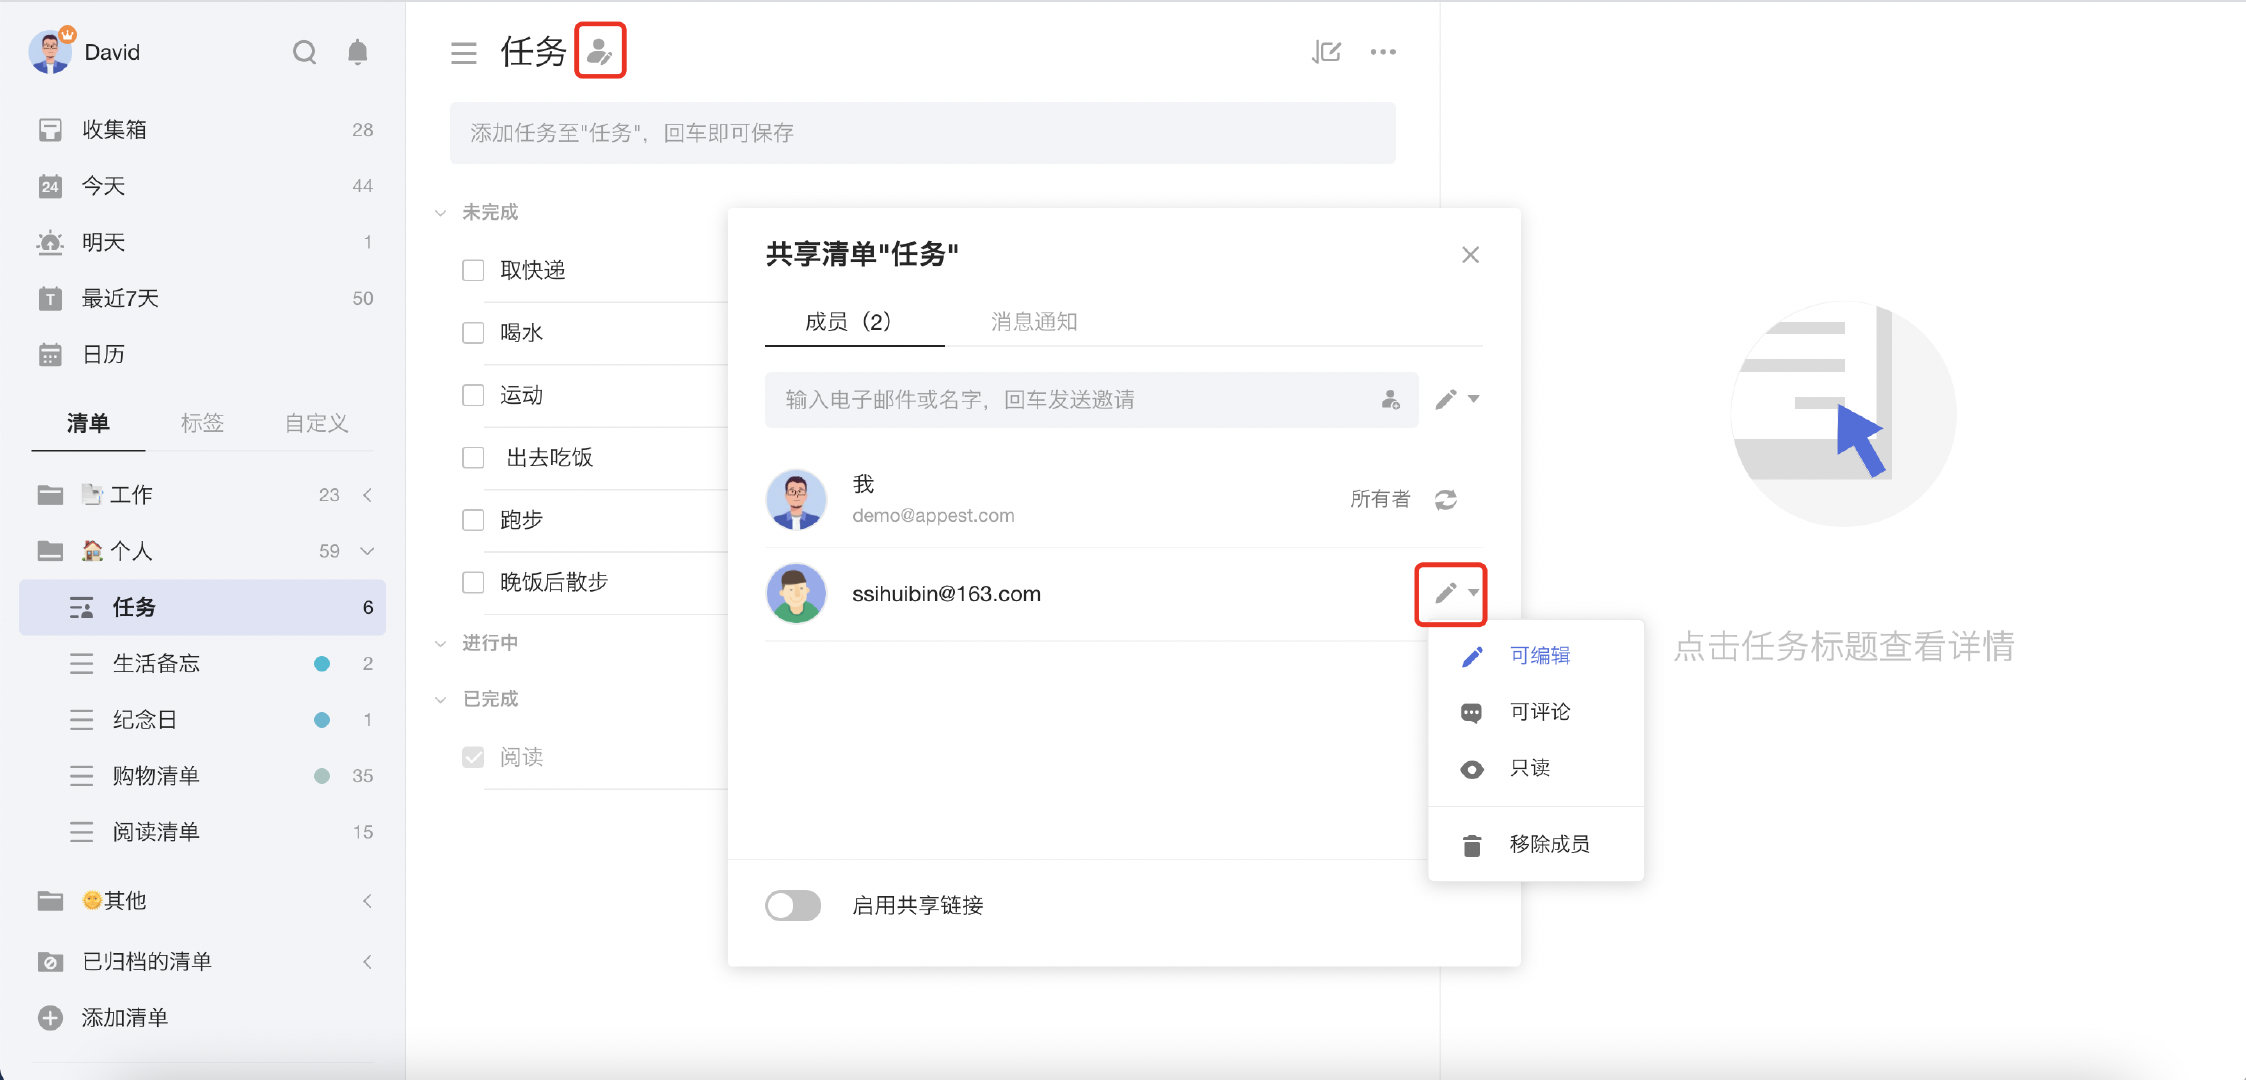 David
收集箱 28
24 今天 44
明天 1
T 最近7天 50
日历
清单 标签 自定义
工作 23
个人 59
任务 6
生活备忘 2
纪念日 1
购物清单 35
阅读清单 15
其他
已归档的清单
添加清单
任务
添加任务至"任务"，回车即可保存
未完成
取快递
喝水
运动
出去吃饭
跑步
晚饭后散步
进行中
已完成
阅读
共享清单"任务"
成员（2） 消息通知
输入电子邮件或名字，回车发送邀请
我
demo@appest.com
所有者
ssihuibin@163.com
可编辑
可评论
只读
移除成员
启用共享链接
点击任务标题查看详情